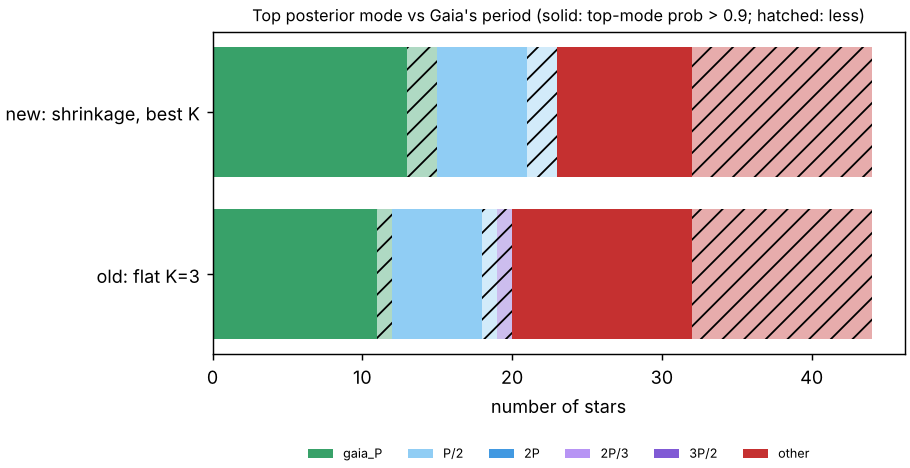 Top posterior mode vs Gaia's period (solid: top-mode prob > 0.9; hatched: less)
new: shrinkage, best K
old: flat K=3
0 10 20 30 40
number of stars
gaia_P P/2 2P 2P/3 3P/2 other